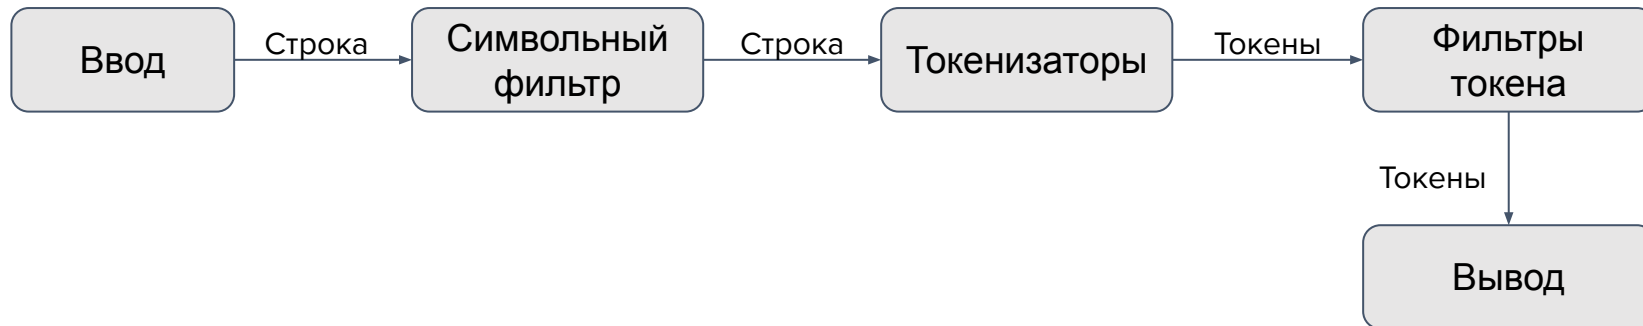 Ввод
Строка
Символьный
фильтр
Строка
Токенизаторы
Токены
Фильтры
токена
Токены
Вывод